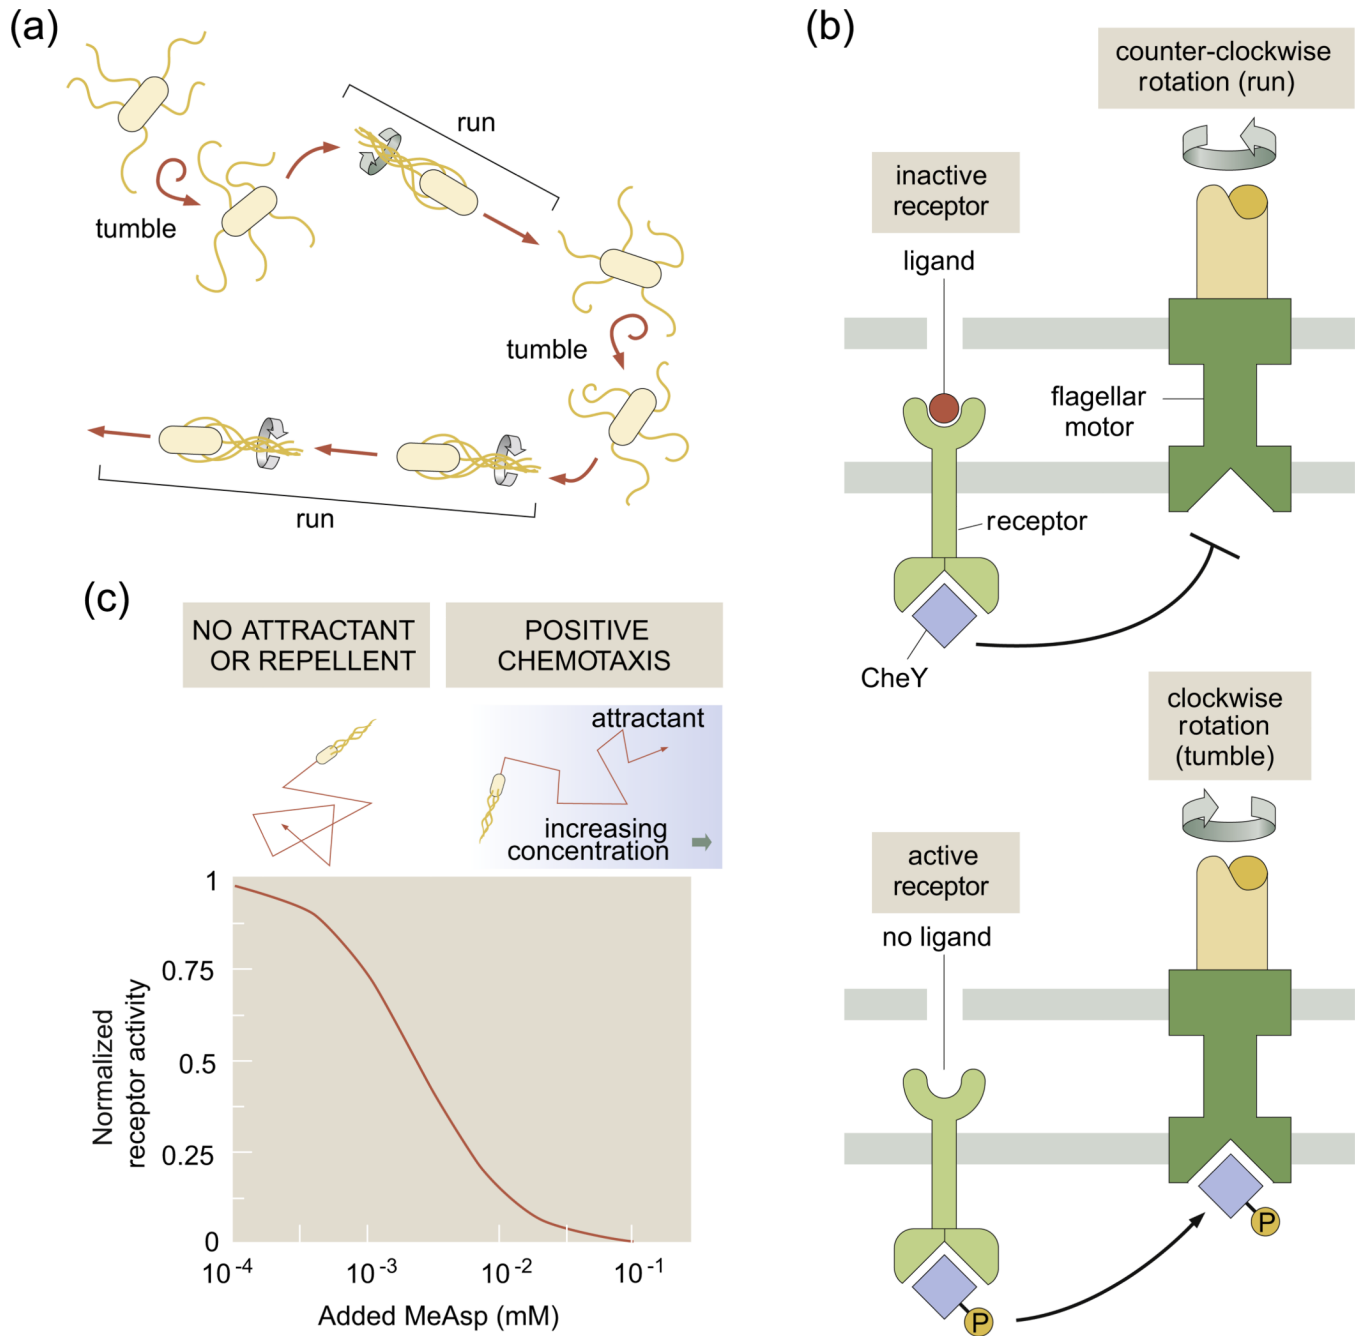 (a)
run
tumble
tumble
run
(b)
counter-clockwise
rotation (run)
inactive
receptor
ligand
flagellar
motor
receptor
CheY
clockwise
rotation
(tumble)
active
receptor
no ligand
P
P
(c)
NO ATTRACTANT
OR REPELLENT
POSITIVE
CHEMOTAXIS
attractant
increasing
concentration
Normalized
receptor activity
1
0.75
0.5
0.25
0
10-4
10-3
10-2
10-1
Added MeAsp (mM)